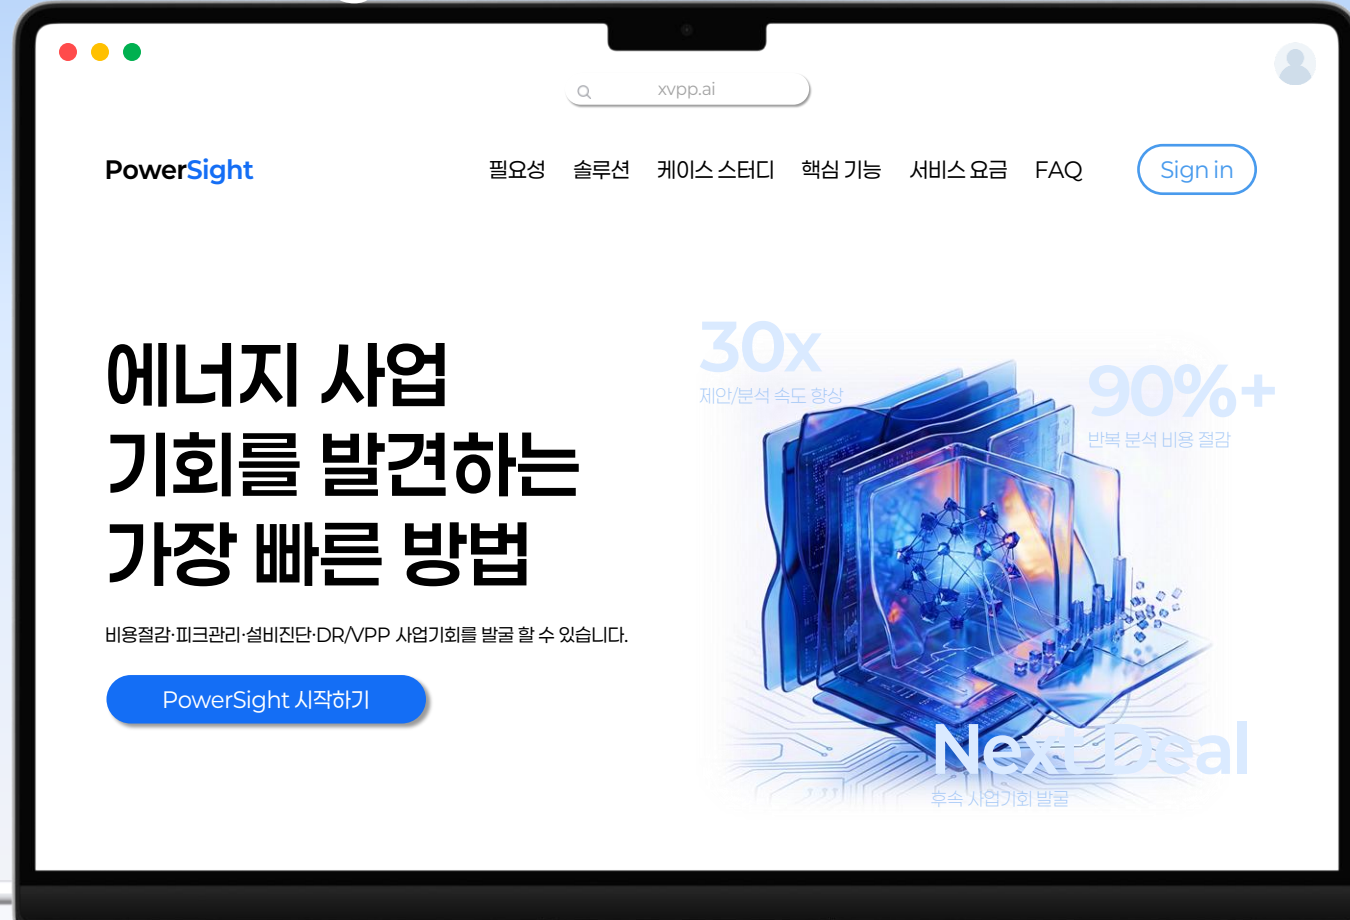 xvpp.ai
PowerSight
필요성 솔루션 케이스 스터디 핵심 기능 서비스 요금 FAQ Sign in
에너지 사업
기회를 발견하는
가장 빠른 방법
비용절감·피크관리·설비진단·DR/VPP 사업기회를 발굴 할 수 있습니다.
PowerSight 시작하기
30x
제안/분석 속도 향상
90%+
반복 분석 비용 절감
Next Deal
후속 사업기회 발굴